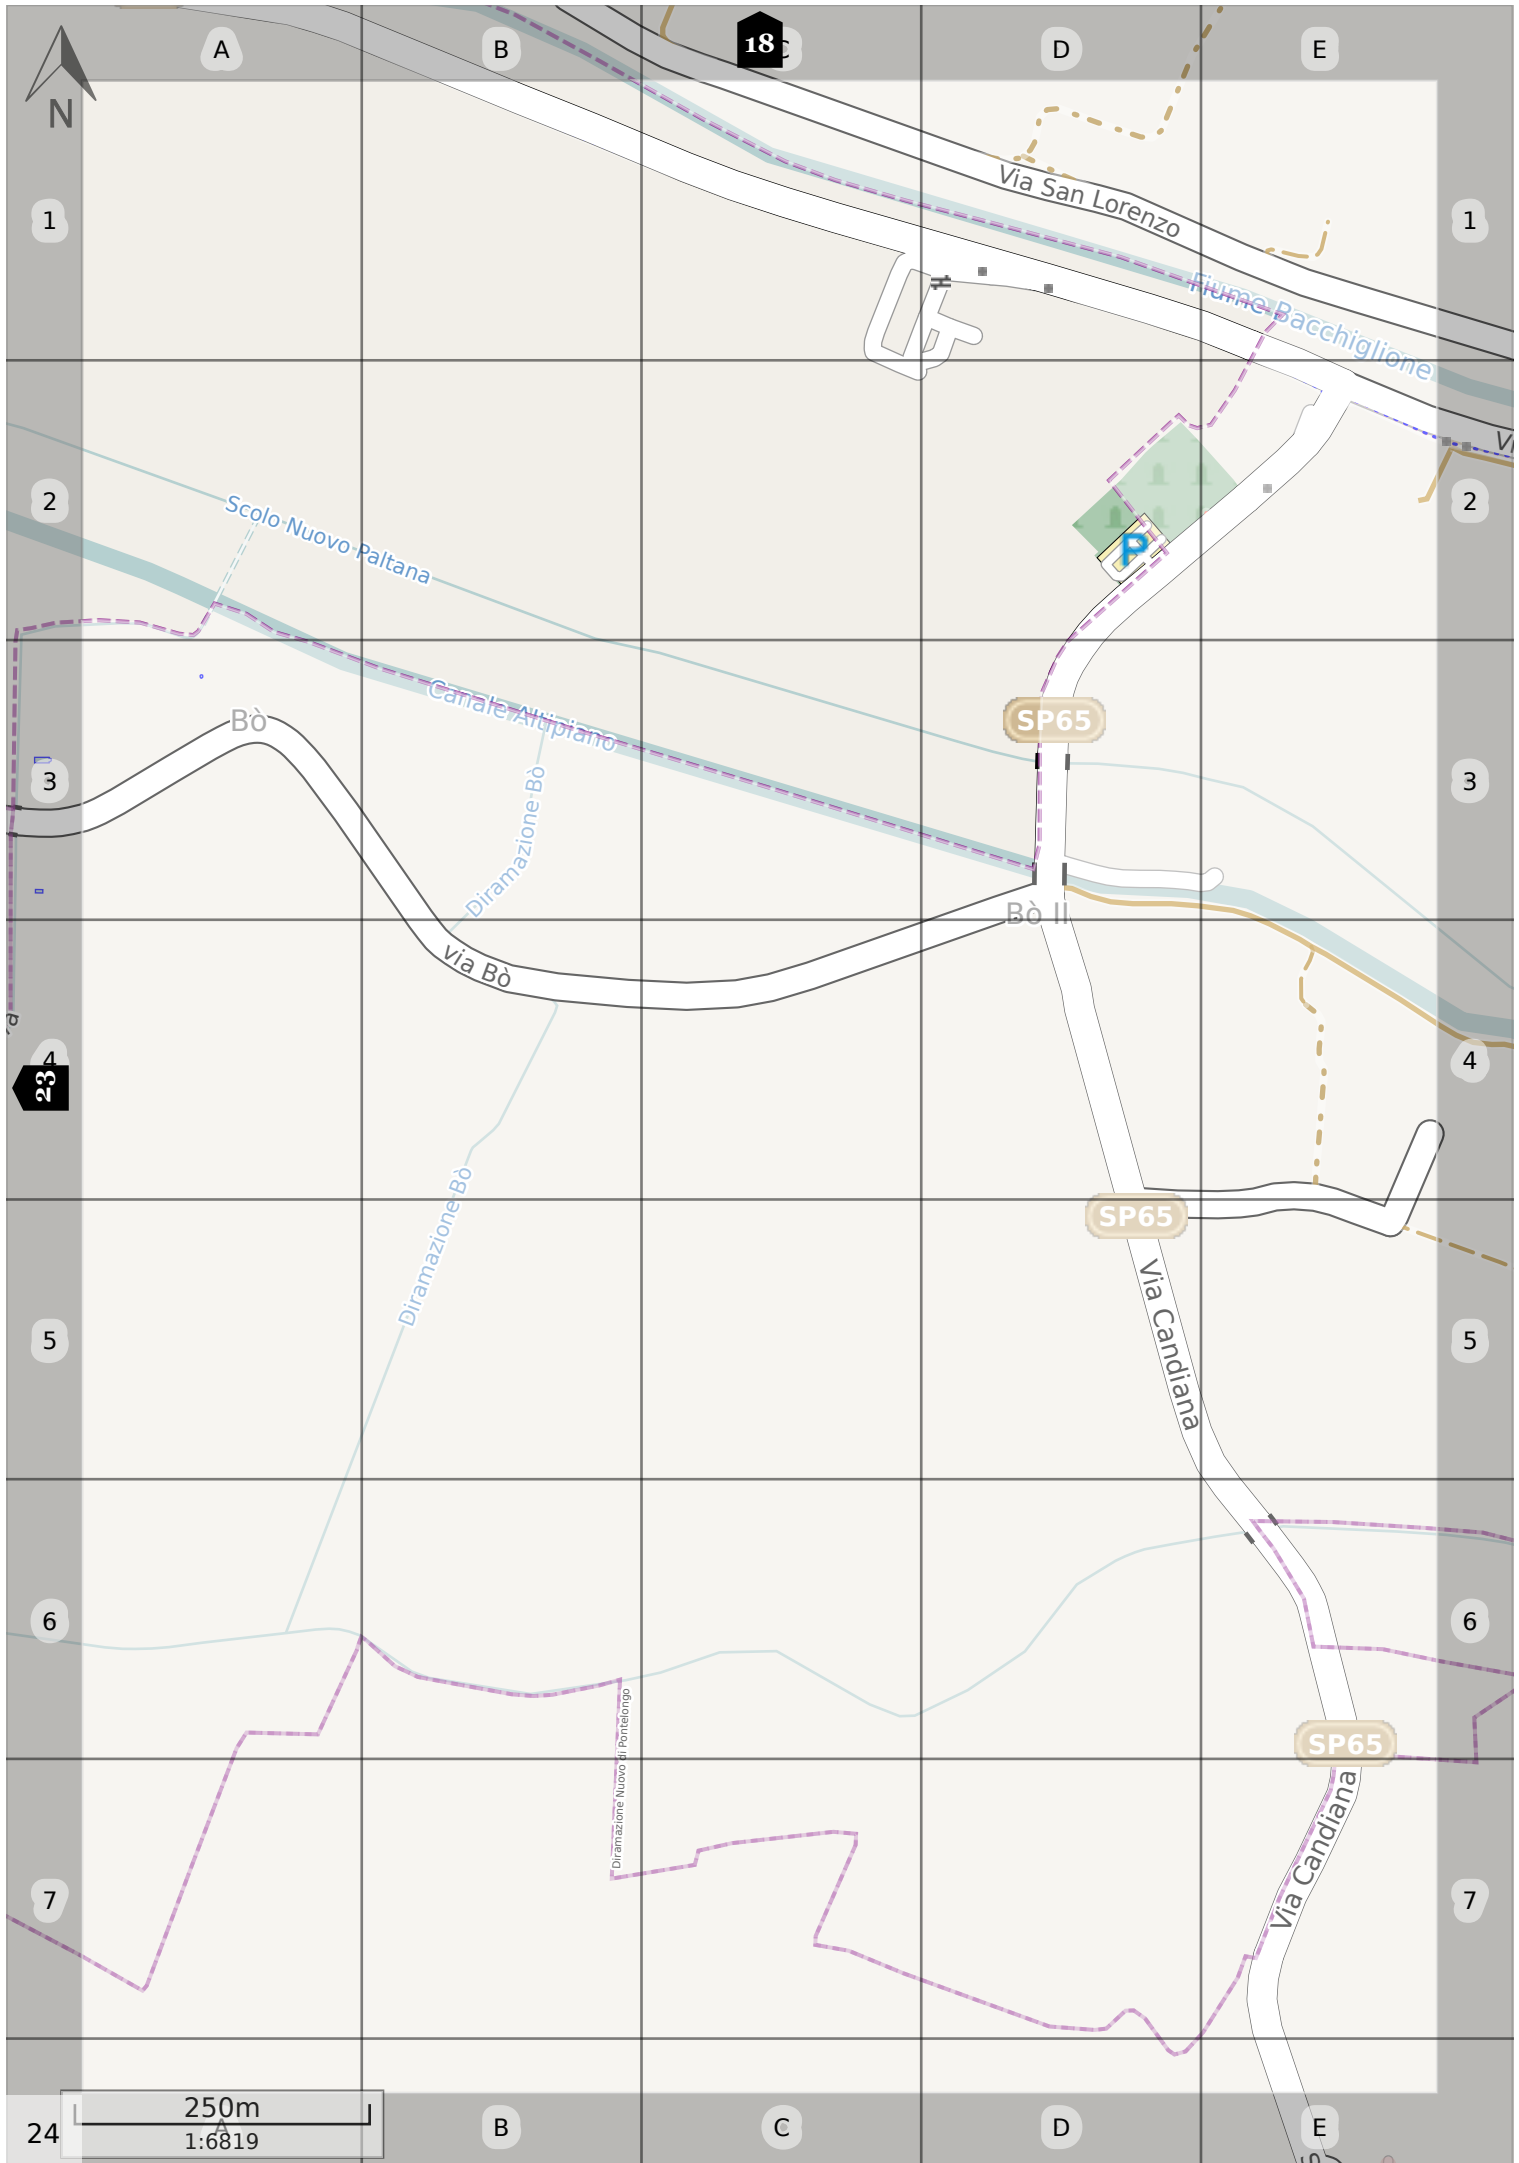 A
B
18
C
D
E
N
Via San Lorenzo
1
1
Fiume Bacchiglione
2
Scolo Nuovo Paltana
P
2
Canale Altipiano
SP65
Bò
3
Diramazione Bò
3
Bò II
via Bò
4
23
4
Diramazione Bò
SP65
Via Candiana
5
5
6
6
Diramazione Nuovo di Pontelongo
SP65
Via Candiana
7
7
250m
1:6819
24
A
B
C
D
E